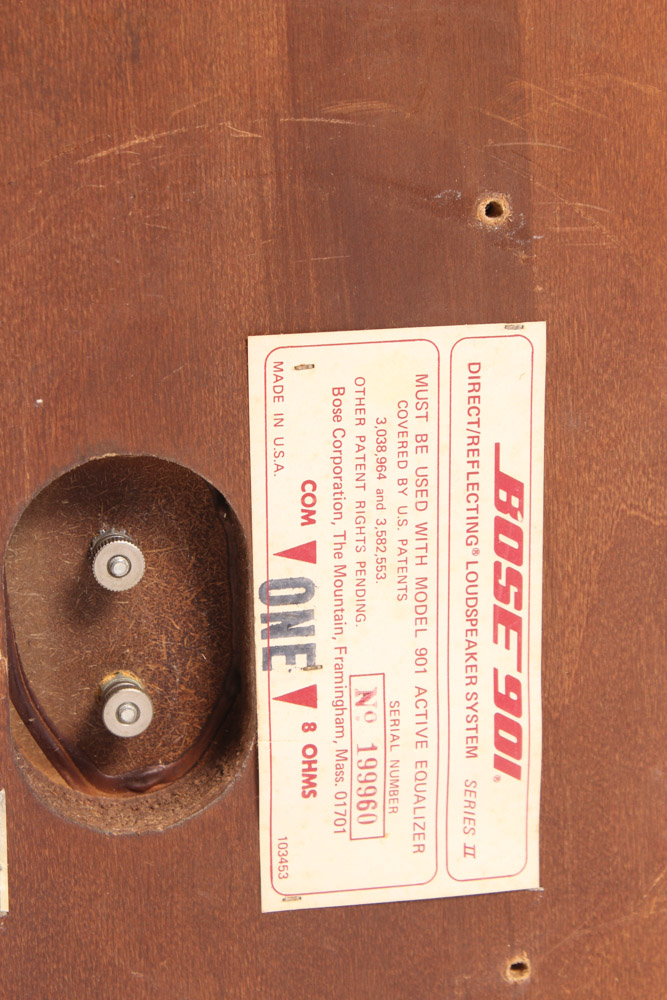 BOSE 901®
DIRECT/REFLECTING® LOUDSPEAKER SYSTEM SERIES II
MUST BE USED WITH MODEL 901 ACTIVE EQUALIZER
COVERED BY U.S. PATENTS
3,038,964 and 3,582,553.
OTHER PATENT RIGHTS PENDING.
SERIAL NUMBER
No 199960
Bose Corporation, The Mountain, Framingham, Mass. 01701
COM ONE 8 OHMS
MADE IN U.S.A.
103453